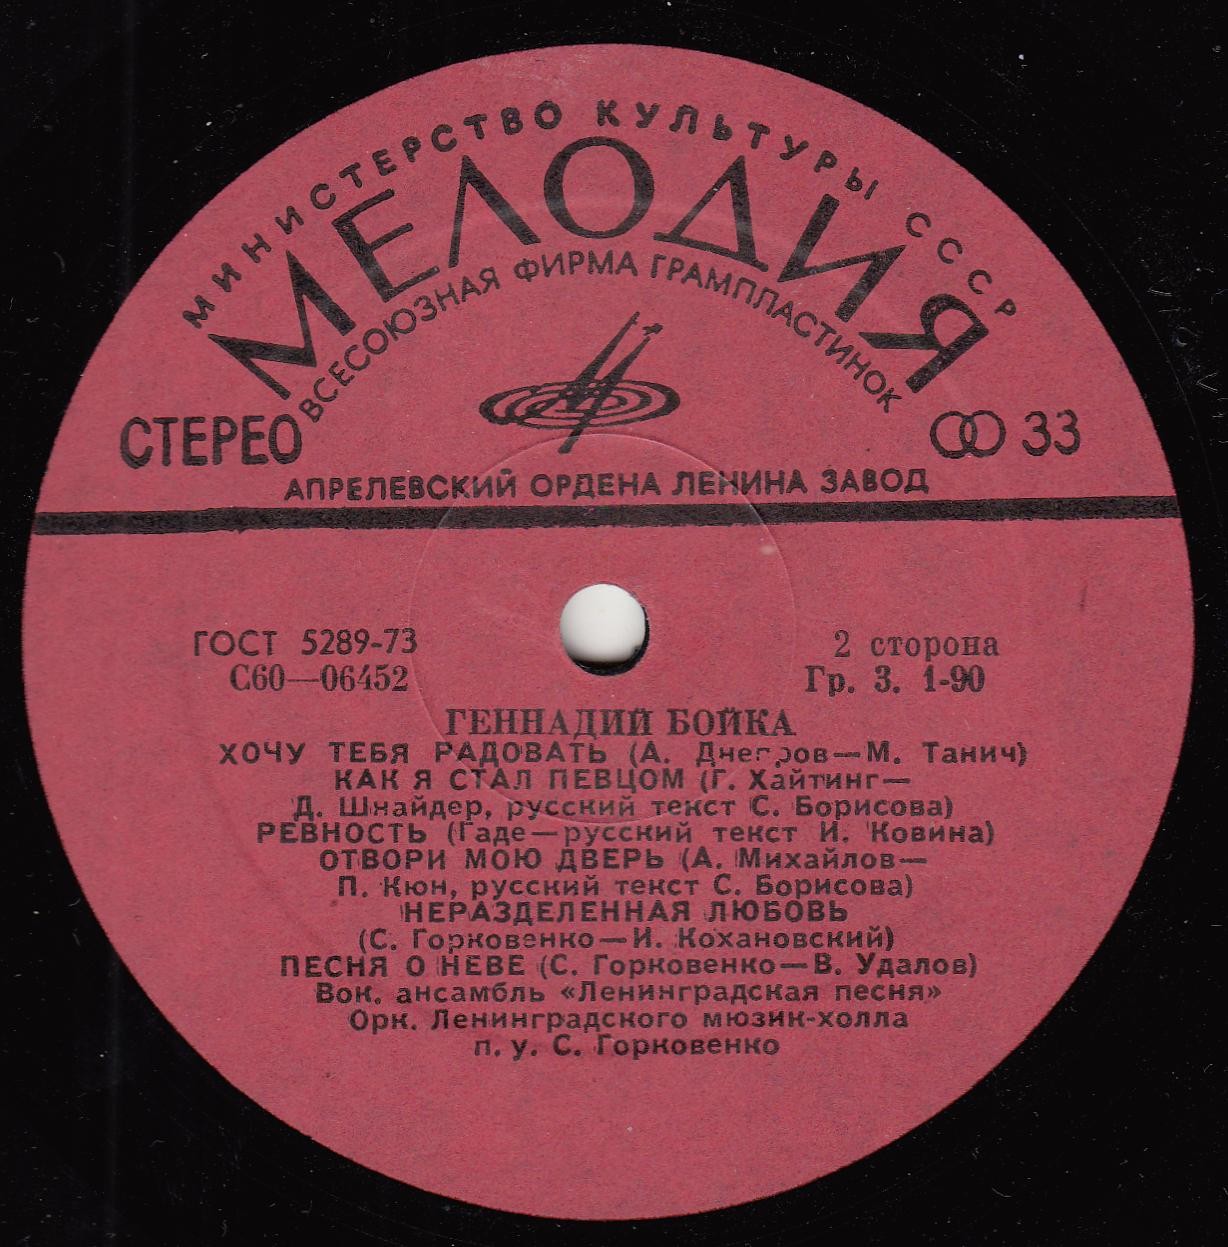 МИНИСТЕРСТВО КУЛЬТУРЫ СССР
МЕЛОДИЯ
ВСЕСОЮЗНАЯ ФИРМА ГРАМПЛАСТИНОК
СТЕРЕО
33
АПРЕЛЕВСКИЙ ОРДЕНА ЛЕНИНА ЗАВОД
ГОСТ 5289-73
2 сторона
С60—06452
Гр. 3. 1-90
ГЕННАДИЙ БОЙКА
ХОЧУ ТЕБЯ РАДОВАТЬ (А. Днепров—М. Танич)
КАК Я СТАЛ ПЕВЦОМ (Г. Хайтинг—
Д. Шнайдер, русский текст С. Борисова)
РЕВНОСТЬ (Гаде—русский текст И. Ковина)
ОТВОРИ МОЮ ДВЕРЬ (А. Михайлов—
П. Кюн, русский текст С. Борисова)
НЕРАЗДЕЛЕННАЯ ЛЮБОВЬ
(С. Горковенко—И. Кохановский)
ПЕСНЯ О НЕВЕ (С. Горковенко—В. Удалов)
Вок. ансамбль «Ленинградская песня»
Орк. Ленинградского мюзик-холла
п. у. С. Горковенко